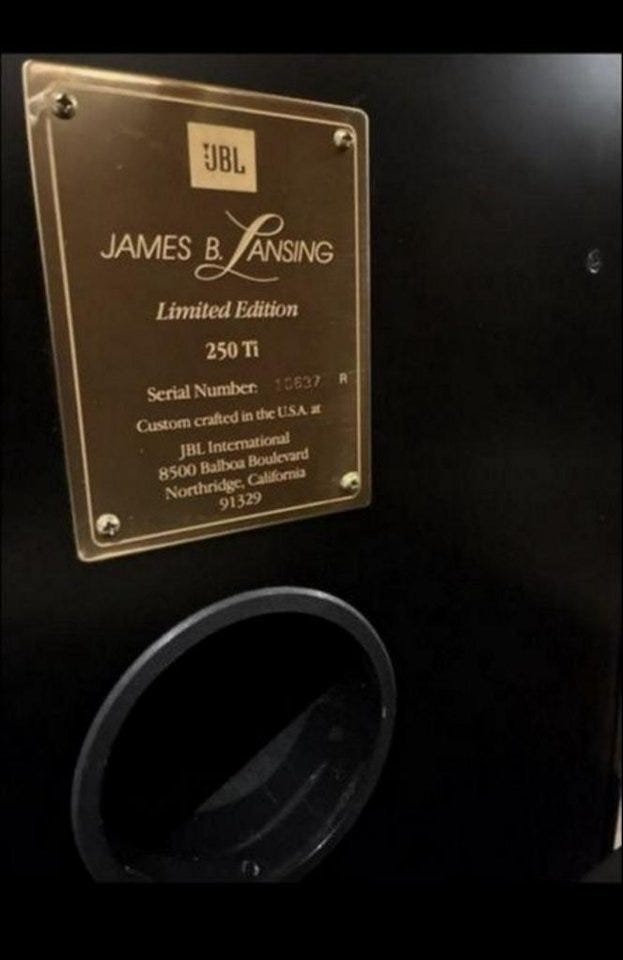 JBL
JAMES B. LANSING
Limited Edition
250 Ti
Serial Number: 10637 R
Custom crafted in the U.S.A. at
JBL International
8500 Balboa Boulevard
Northridge, California
91329